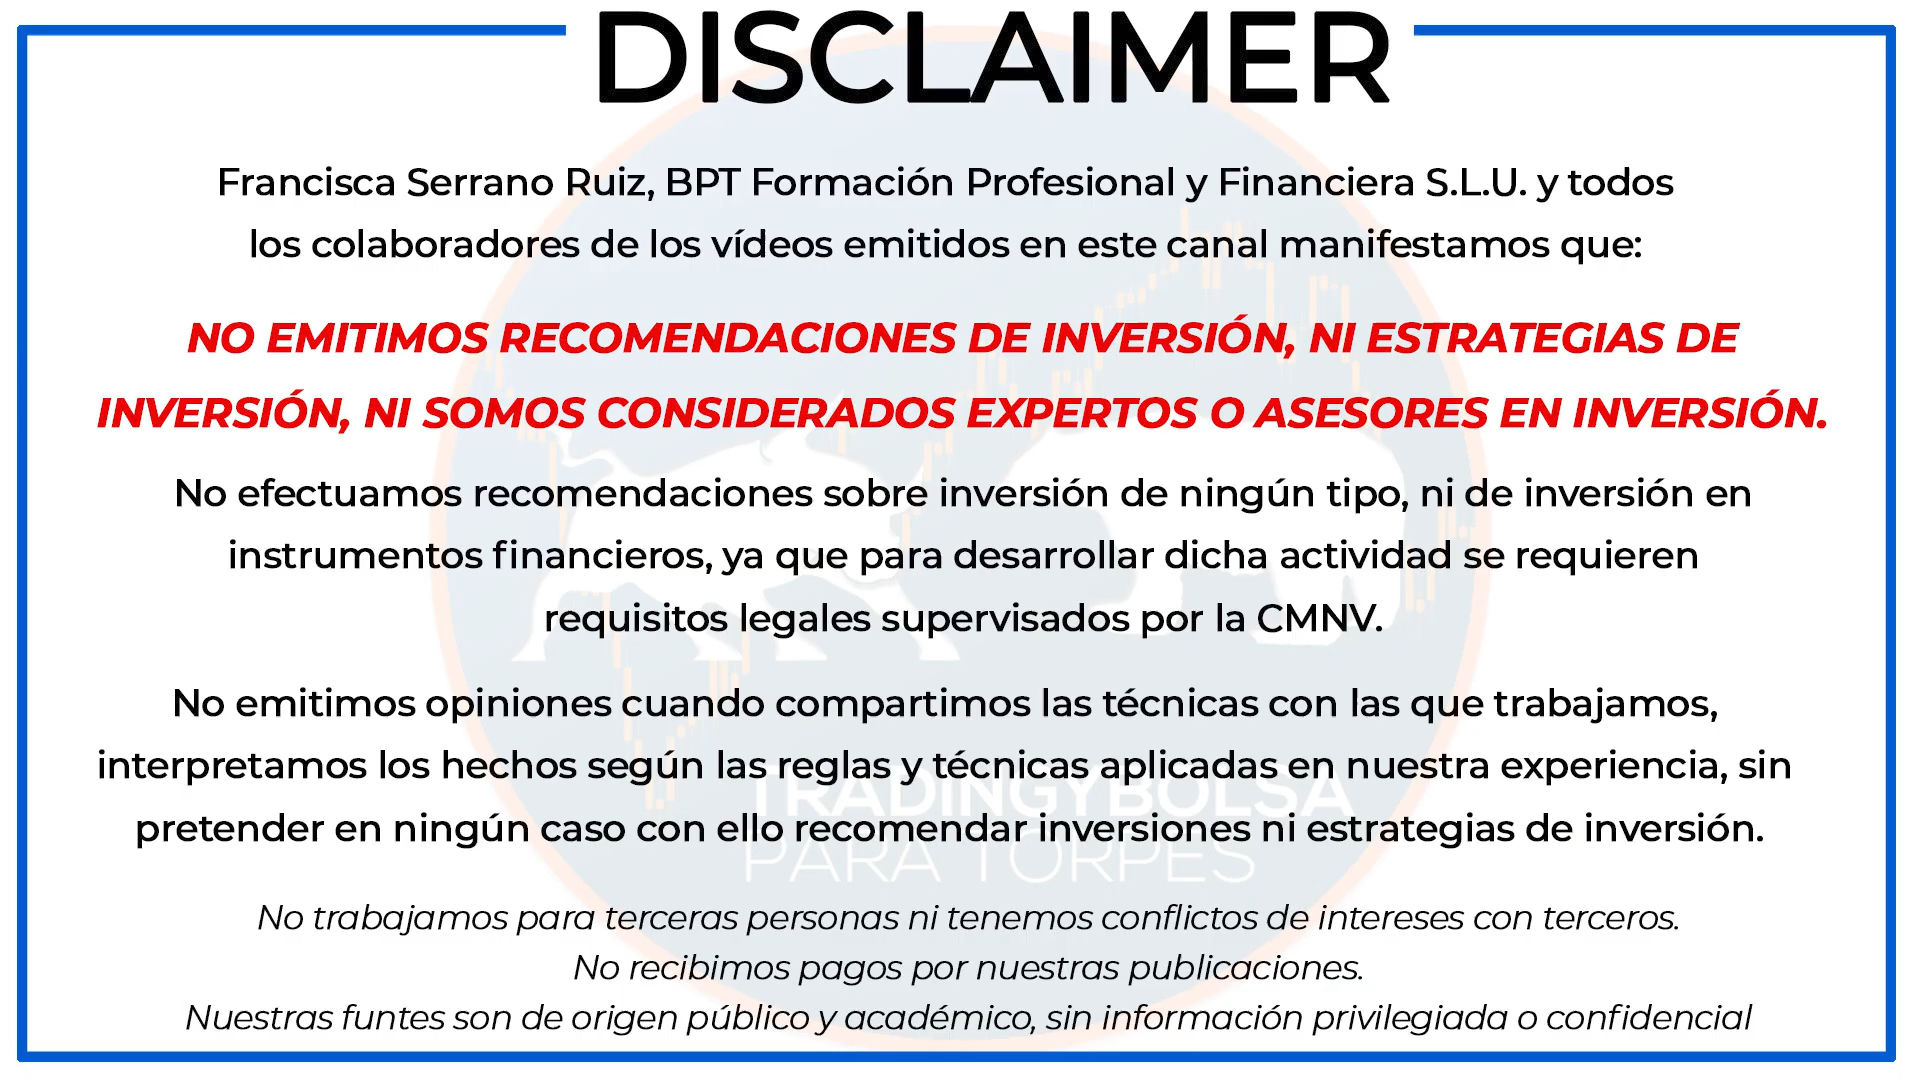 DISCLAIMER
Francisca Serrano Ruiz, BPT Formación Profesional y Financiera S.L.U. y todos
los colaboradores de los vídeos emitidos en este canal manifestamos que:
NO EMITIMOS RECOMENDACIONES DE INVERSIÓN, NI ESTRATEGIAS DE
INVERSIÓN, NI SOMOS CONSIDERADOS EXPERTOS O ASESORES EN INVERSIÓN.
No efectuamos recomendaciones sobre inversión de ningún tipo, ni de inversión en
instrumentos financieros, ya que para desarrollar dicha actividad se requieren
requisitos legales supervisados por la CMNV.
No emitimos opiniones cuando compartimos las técnicas con las que trabajamos,
interpretamos los hechos según las reglas y técnicas aplicadas en nuestra experiencia, sin
TRADINGYBOLSA
pretender en ningún caso con ello recomendar inversiones ni estrategias de inversión.
PARA TORPES
No trabajamos para terceras personas ni tenemos conflictos de intereses con terceros.
No recibimos pagos por nuestras publicaciones.
Nuestras funtes son de origen público y académico, sin información privilegiada o confidencial